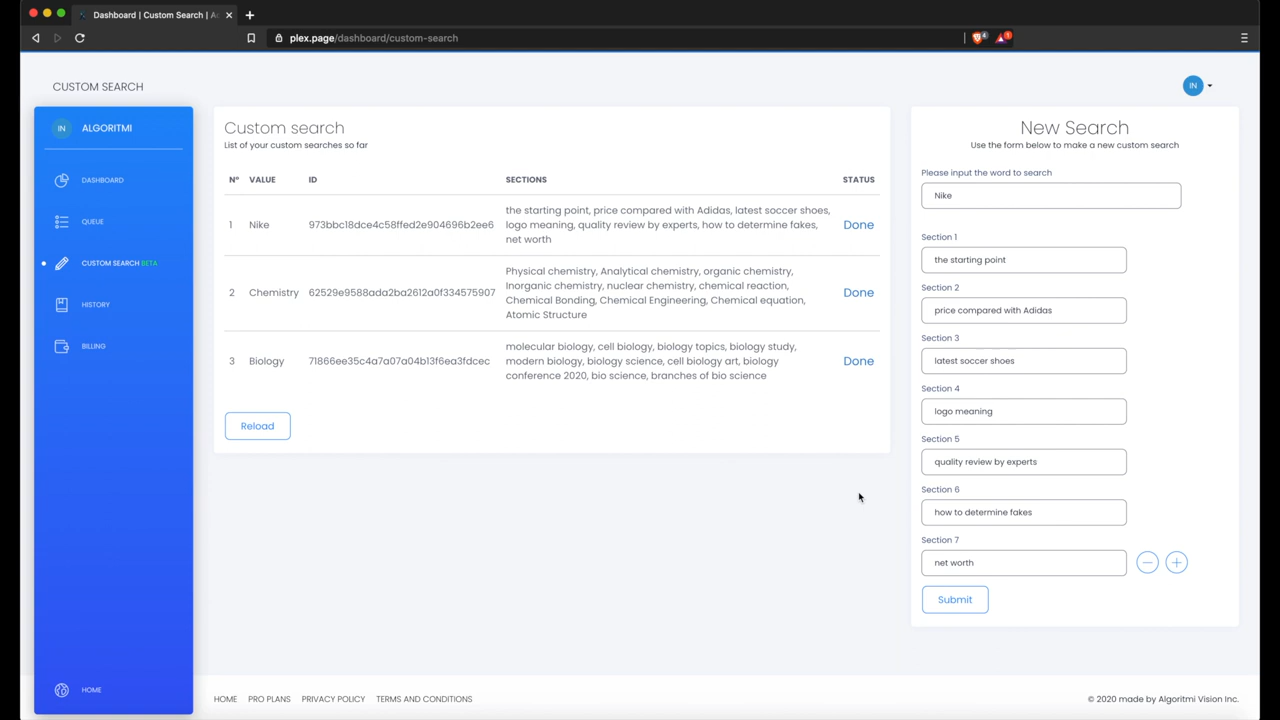 Dashboard | Custom Search | A
plex.page/dashboard/custom-search
4
1
CUSTOM SEARCH
IN
IN ALGORITMI
DASHBOARD
QUEUE
CUSTOM SEARCH BETA
HISTORY
BILLING
HOME
Custom search
List of your custom searches so far
Nº VALUE ID SECTIONS STATUS
1 Nike 973bbc18dce4c58ffed2e904696b2ee6 the starting point, price compared with Adidas, latest soccer shoes,
logo meaning, quality review by experts, how to determine fakes,
net worth
Done
2 Chemistry 62529e9588ada2ba2612a0f334575907 Physical chemistry, Analytical chemistry, organic chemistry,
Inorganic chemistry, nuclear chemistry, chemical reaction,
Chemical Bonding, Chemical Engineering, Chemical equation,
Atomic Structure
Done
3 Biology 71866ee35c4a7a07a04b13f6ea3fdcec molecular biology, cell biology, biology topics, biology study,
modern biology, biology science, cell biology art, biology
conference 2020, bio science, branches of bio science
Done
Reload
New Search
Use the form below to make a new custom search
Please input the word to search
Nike
Section 1
the starting point
Section 2
price compared with Adidas
Section 3
latest soccer shoes
Section 4
logo meaning
Section 5
quality review by experts
Section 6
how to determine fakes
Section 7
net worth
Submit
HOME PRO PLANS PRIVACY POLICY TERMS AND CONDITIONS
© 2020 made by Algoritmi Vision Inc.